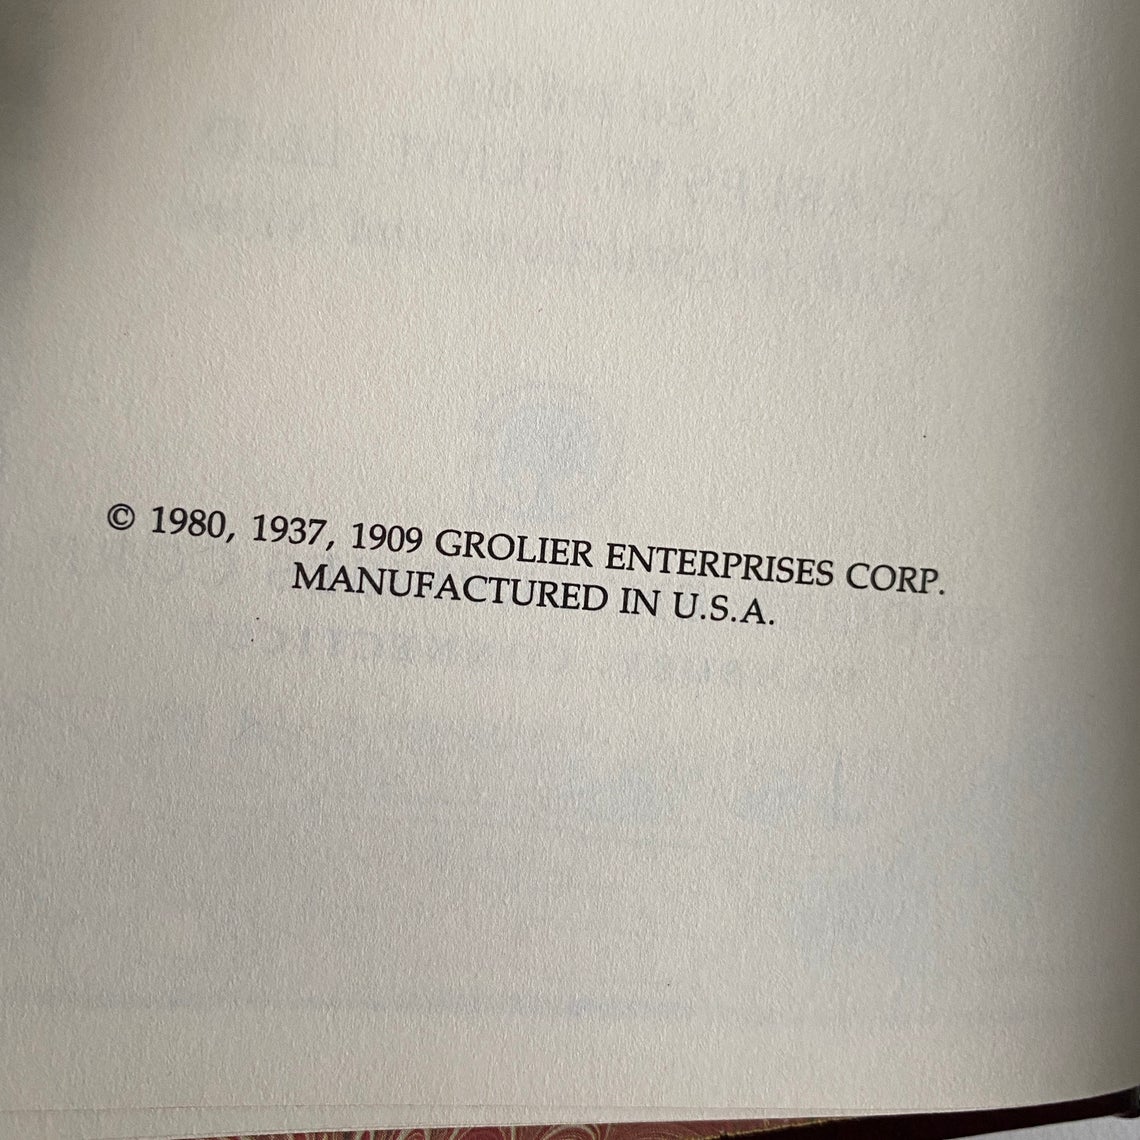 © 1980, 1937, 1909 GROLIER ENTERPRISES CORP.
MANUFACTURED IN U.S.A.